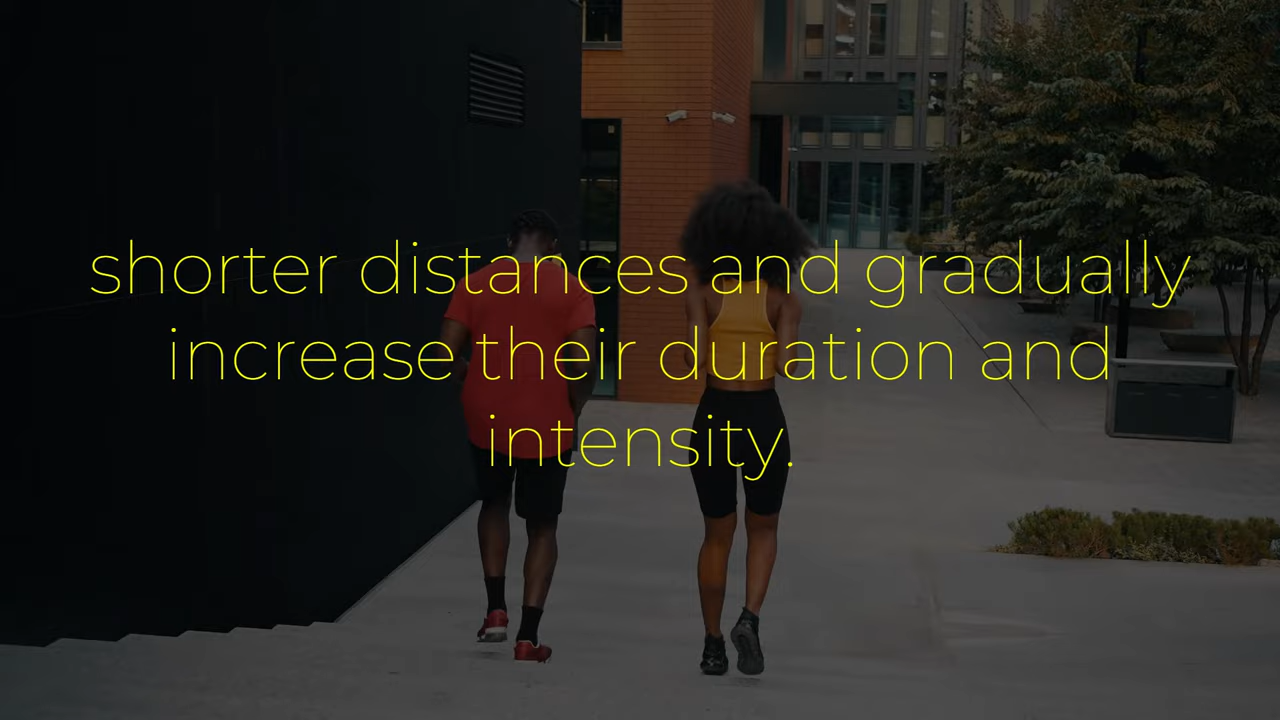 shorter distances and gradually
increase their duration and
intensity.